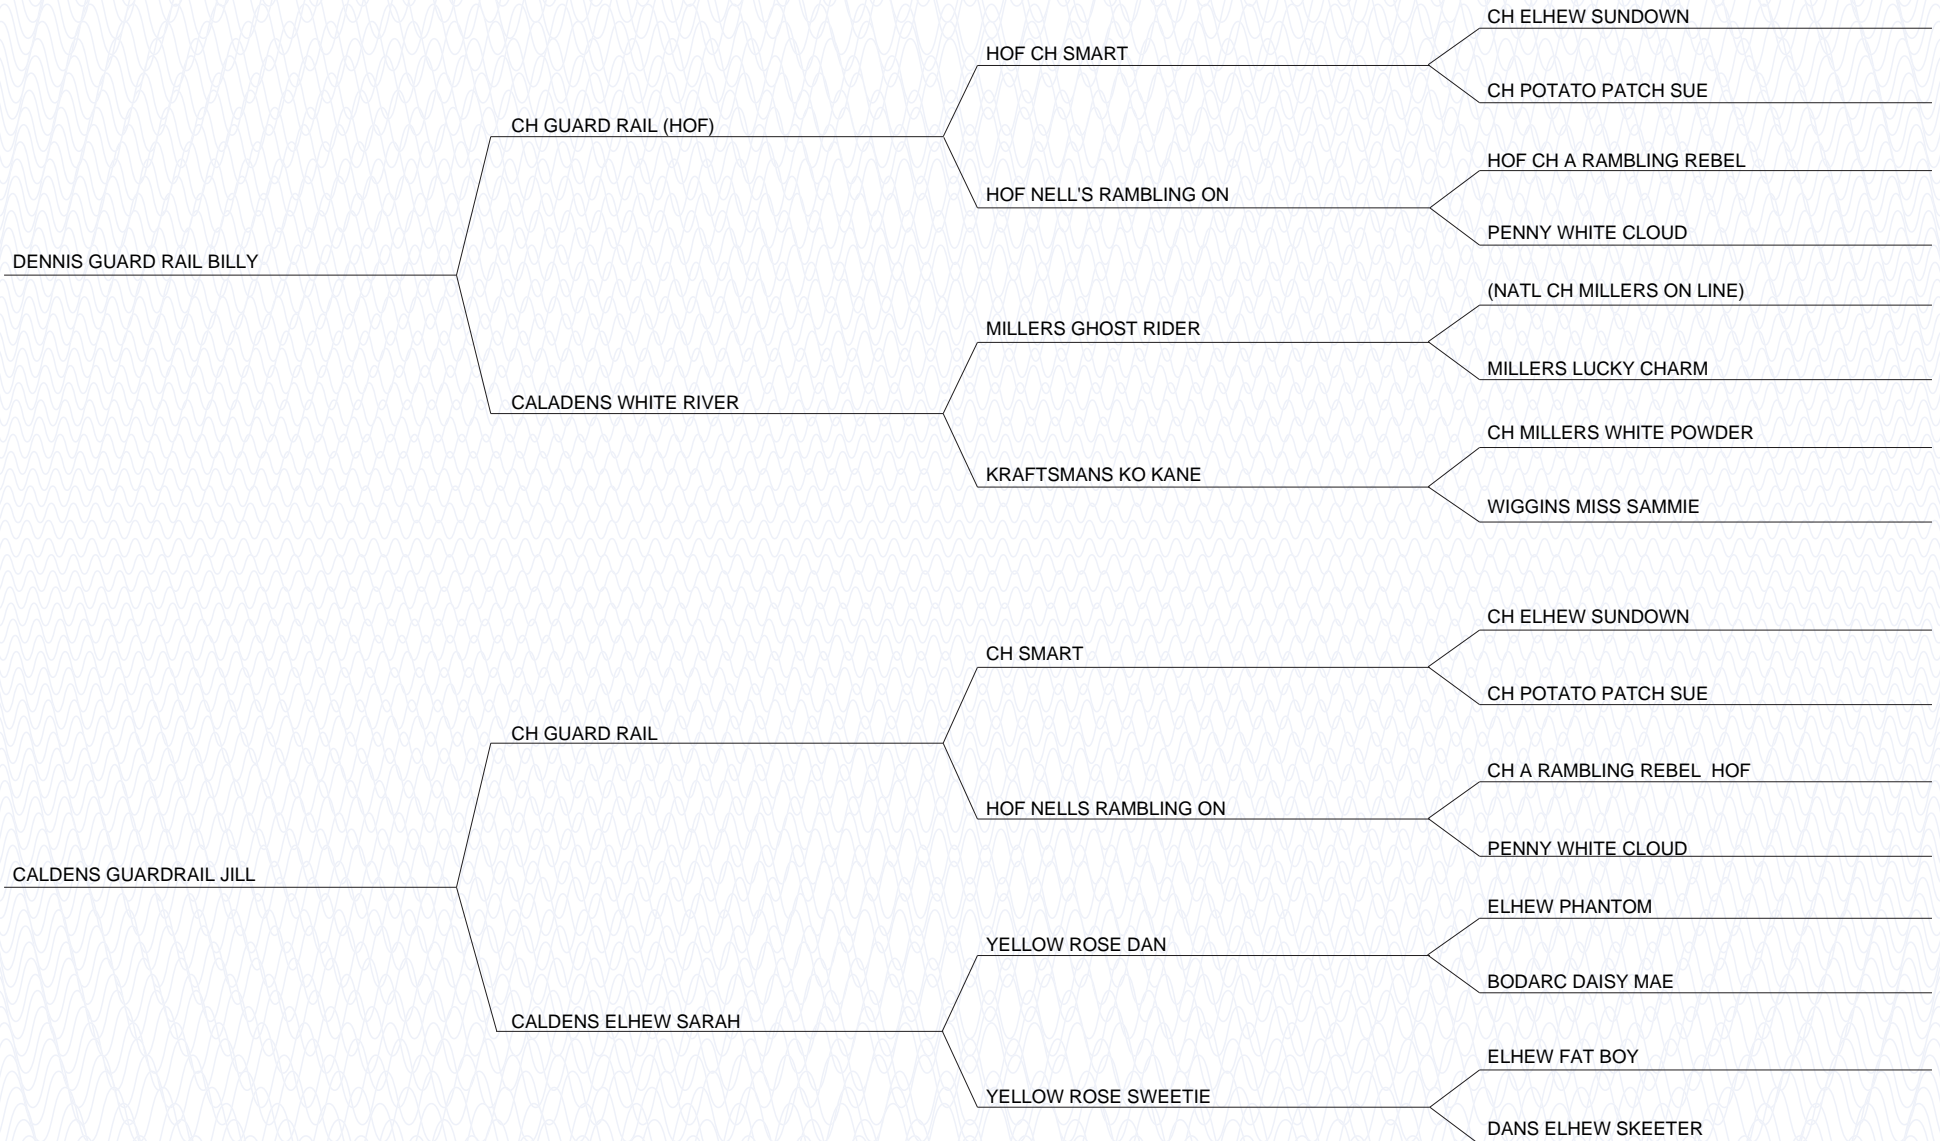 CH ELHEW SUNDOWN
HOF CH SMART
CH POTATO PATCH SUE
CH GUARD RAIL (HOF)
HOF CH A RAMBLING REBEL
HOF NELL'S RAMBLING ON
PENNY WHITE CLOUD
DENNIS GUARD RAIL BILLY
(NATL CH MILLERS ON LINE)
MILLERS GHOST RIDER
MILLERS LUCKY CHARM
CALADENS WHITE RIVER
CH MILLERS WHITE POWDER
KRAFTSMANS KO KANE
WIGGINS MISS SAMMIE
CH ELHEW SUNDOWN
CH SMART
CH POTATO PATCH SUE
CH GUARD RAIL
CH A RAMBLING REBEL  HOF
HOF NELLS RAMBLING ON
PENNY WHITE CLOUD
CALDENS GUARDRAIL JILL
ELHEW PHANTOM
YELLOW ROSE DAN
BODARC DAISY MAE
CALDENS ELHEW SARAH
ELHEW FAT BOY
YELLOW ROSE SWEETIE
DANS ELHEW SKEETER